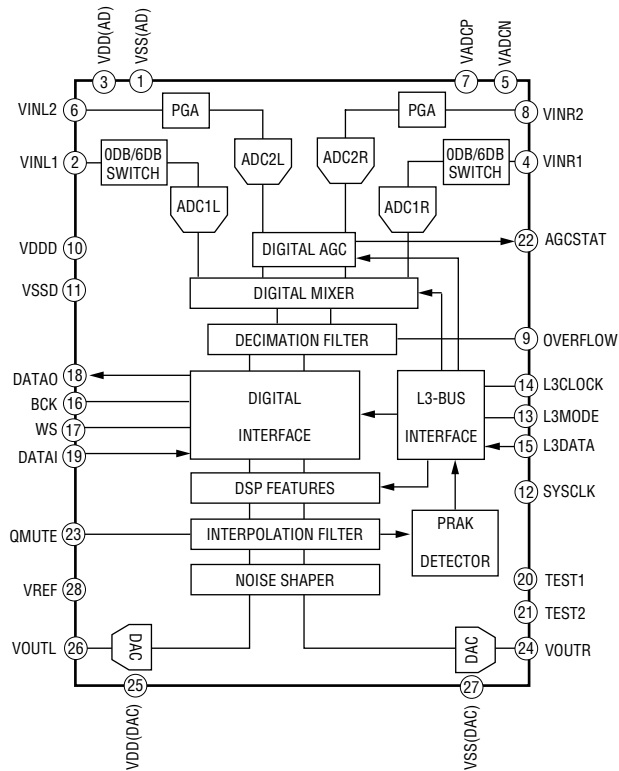 VDD(AD)
VSS(AD)
VADCP
VADCN
3
1
7
5
VINL2
6
PGA
PGA
8
VINR2
VINL1
2
0DB/6DB
SWITCH
ADC2L
ADC2R
0DB/6DB
SWITCH
4
VINR1
ADC1L
ADC1R
VDDD
10
DIGITAL AGC
22
AGCSTAT
VSSD
11
DIGITAL MIXER
DECIMATION FILTER
9
OVERFLOW
DATAO
18
BCK
16
WS
17
DATAI
19
DIGITAL
INTERFACE
L3-BUS
INTERFACE
14
L3CLOCK
13
L3MODE
15
L3DATA
DSP FEATURES
12
SYSCLK
QMUTE
23
INTERPOLATION FILTER
PRAK
DETECTOR
VREF
28
NOISE SHAPER
20
TEST1
21
TEST2
VOUTL
26
DAC
DAC
24
VOUTR
25
27
VDD(DAC)
VSS(DAC)